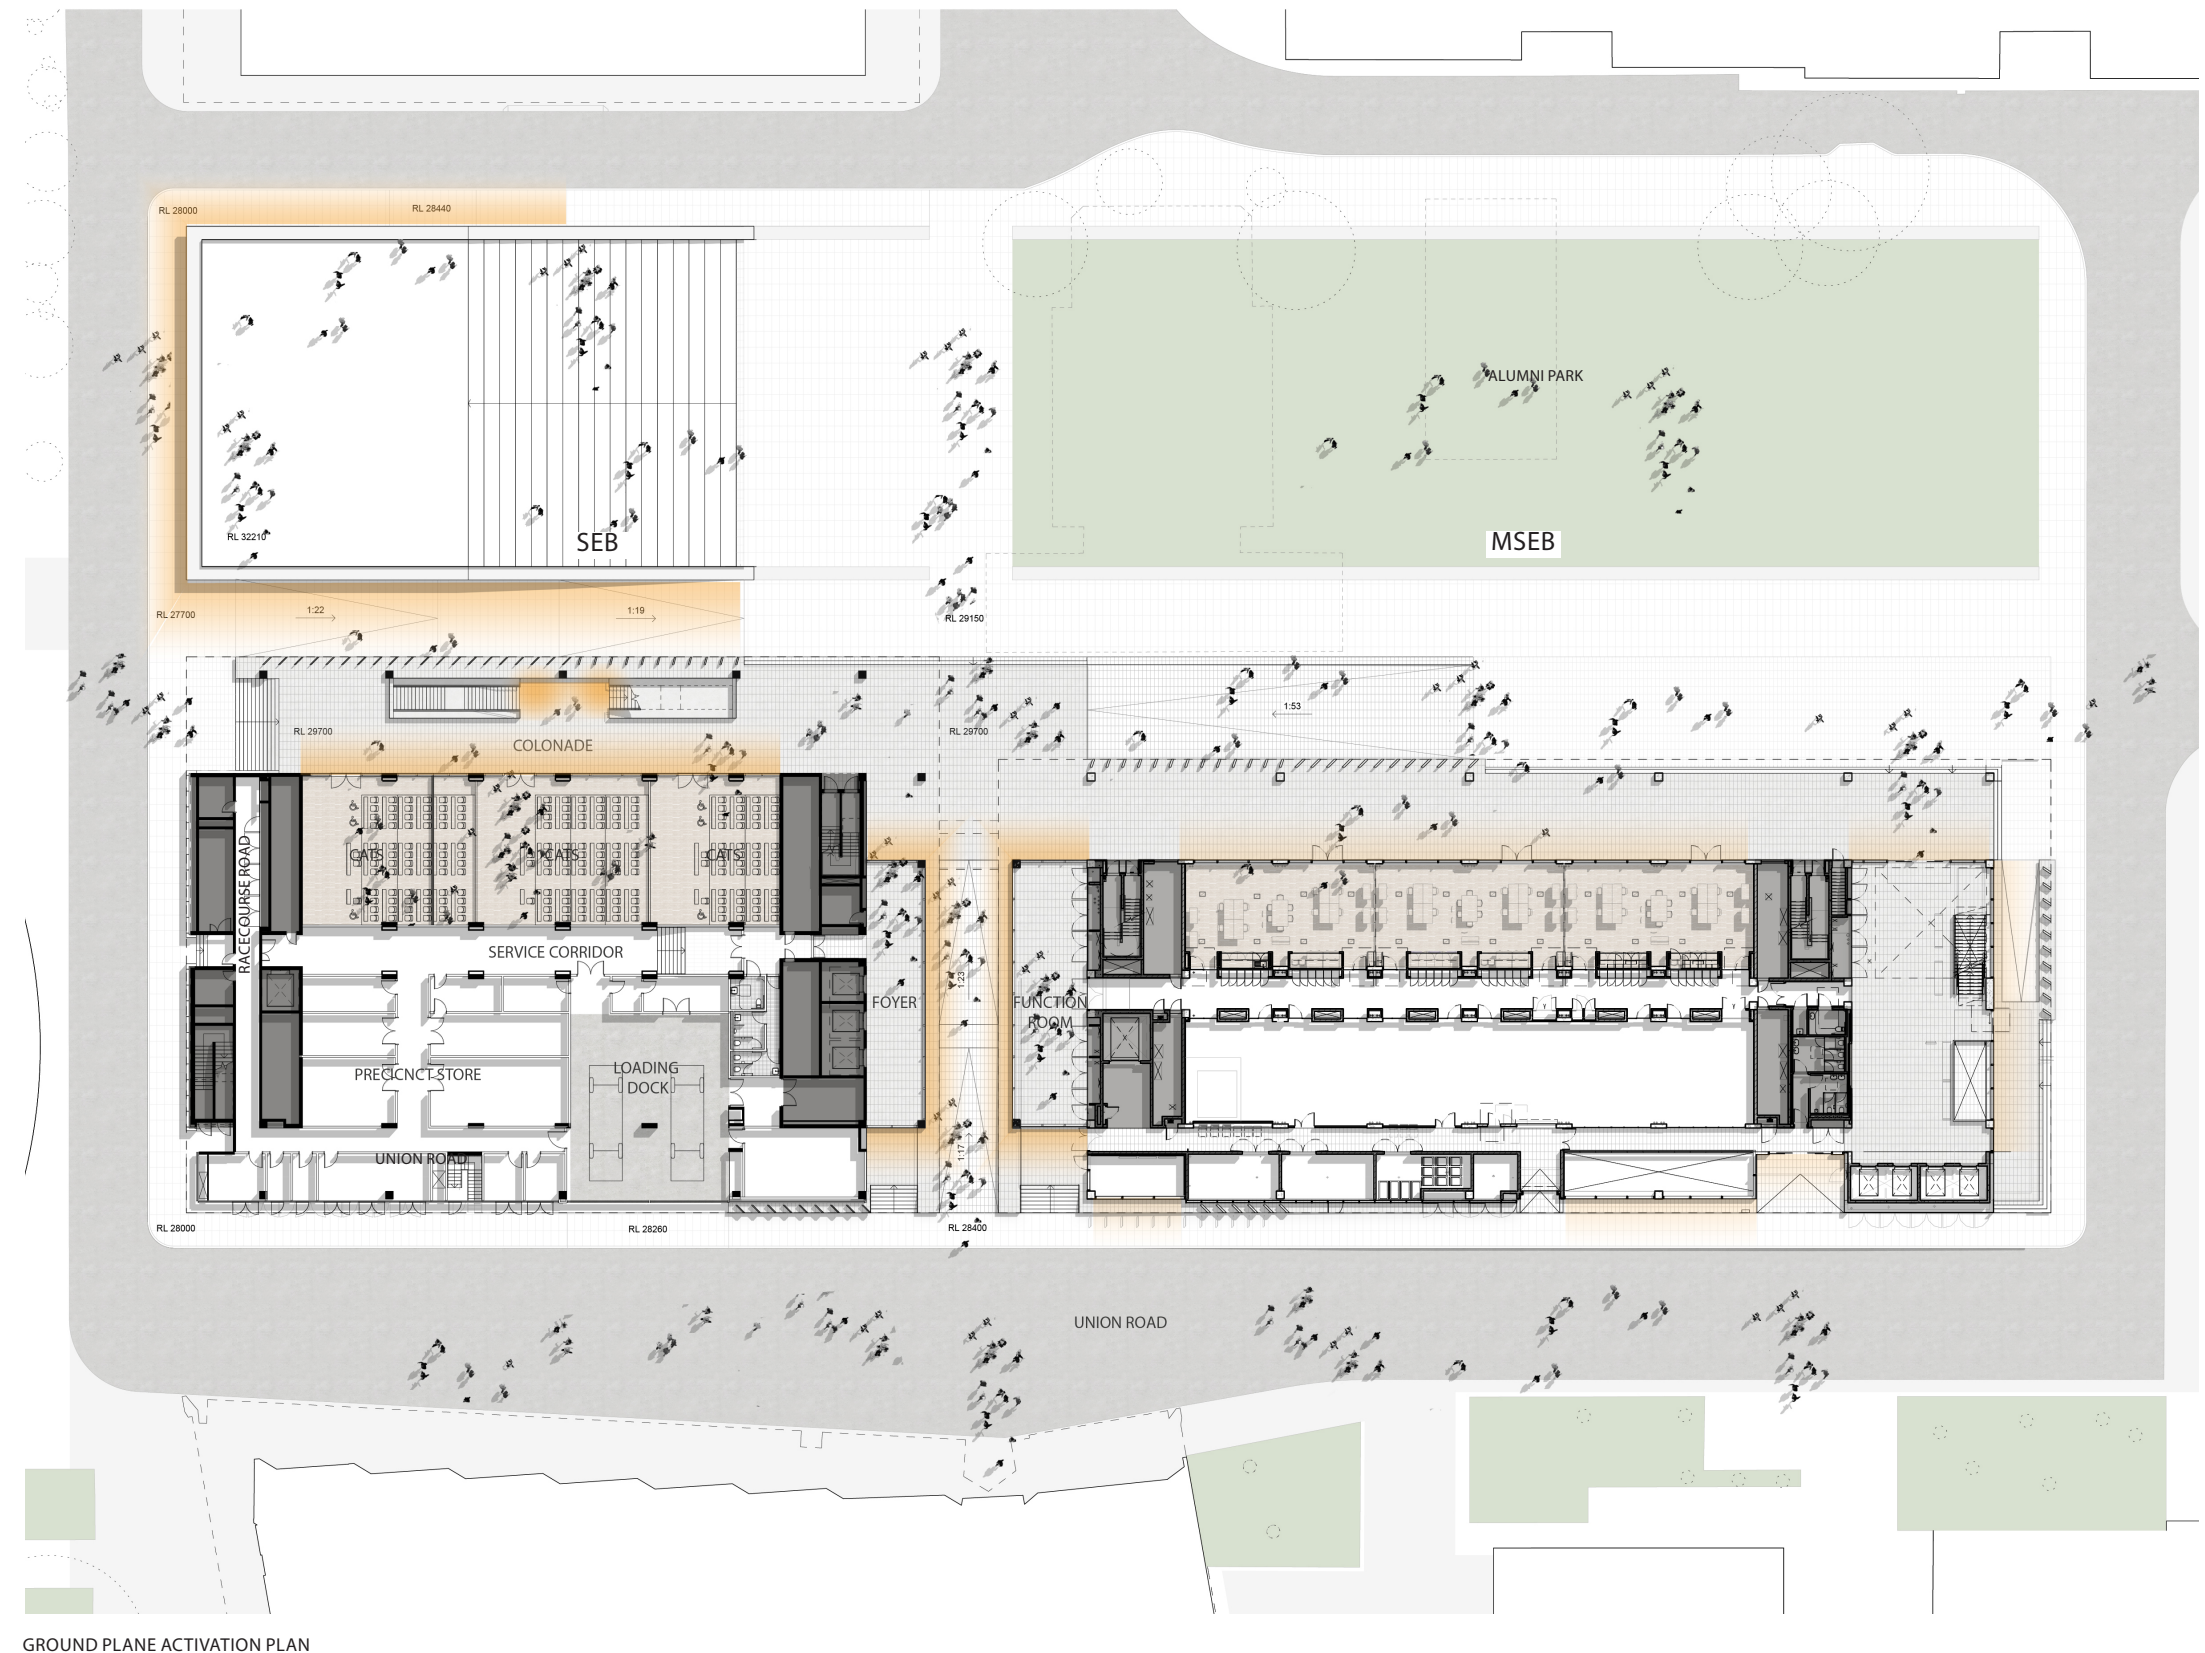 RL 28000
RL 28440
ALUMNI PARK
RL 32210
SEB
MSEB
RL 27700
1:22
1:19
RL 29150
1:53
RL 29700
COLONADE
RL 29700
RACECOURSE ROAD
CATS
CATS
CATS
SERVICE CORRIDOR
1:23
FOYER
FUNCTION
ROOM
PRECICNCT STORE
LOADING
DOCK
UNION ROAD
1:17
RL 28000
RL 28260
RL 28400
UNION ROAD
GROUND PLANE ACTIVATION PLAN